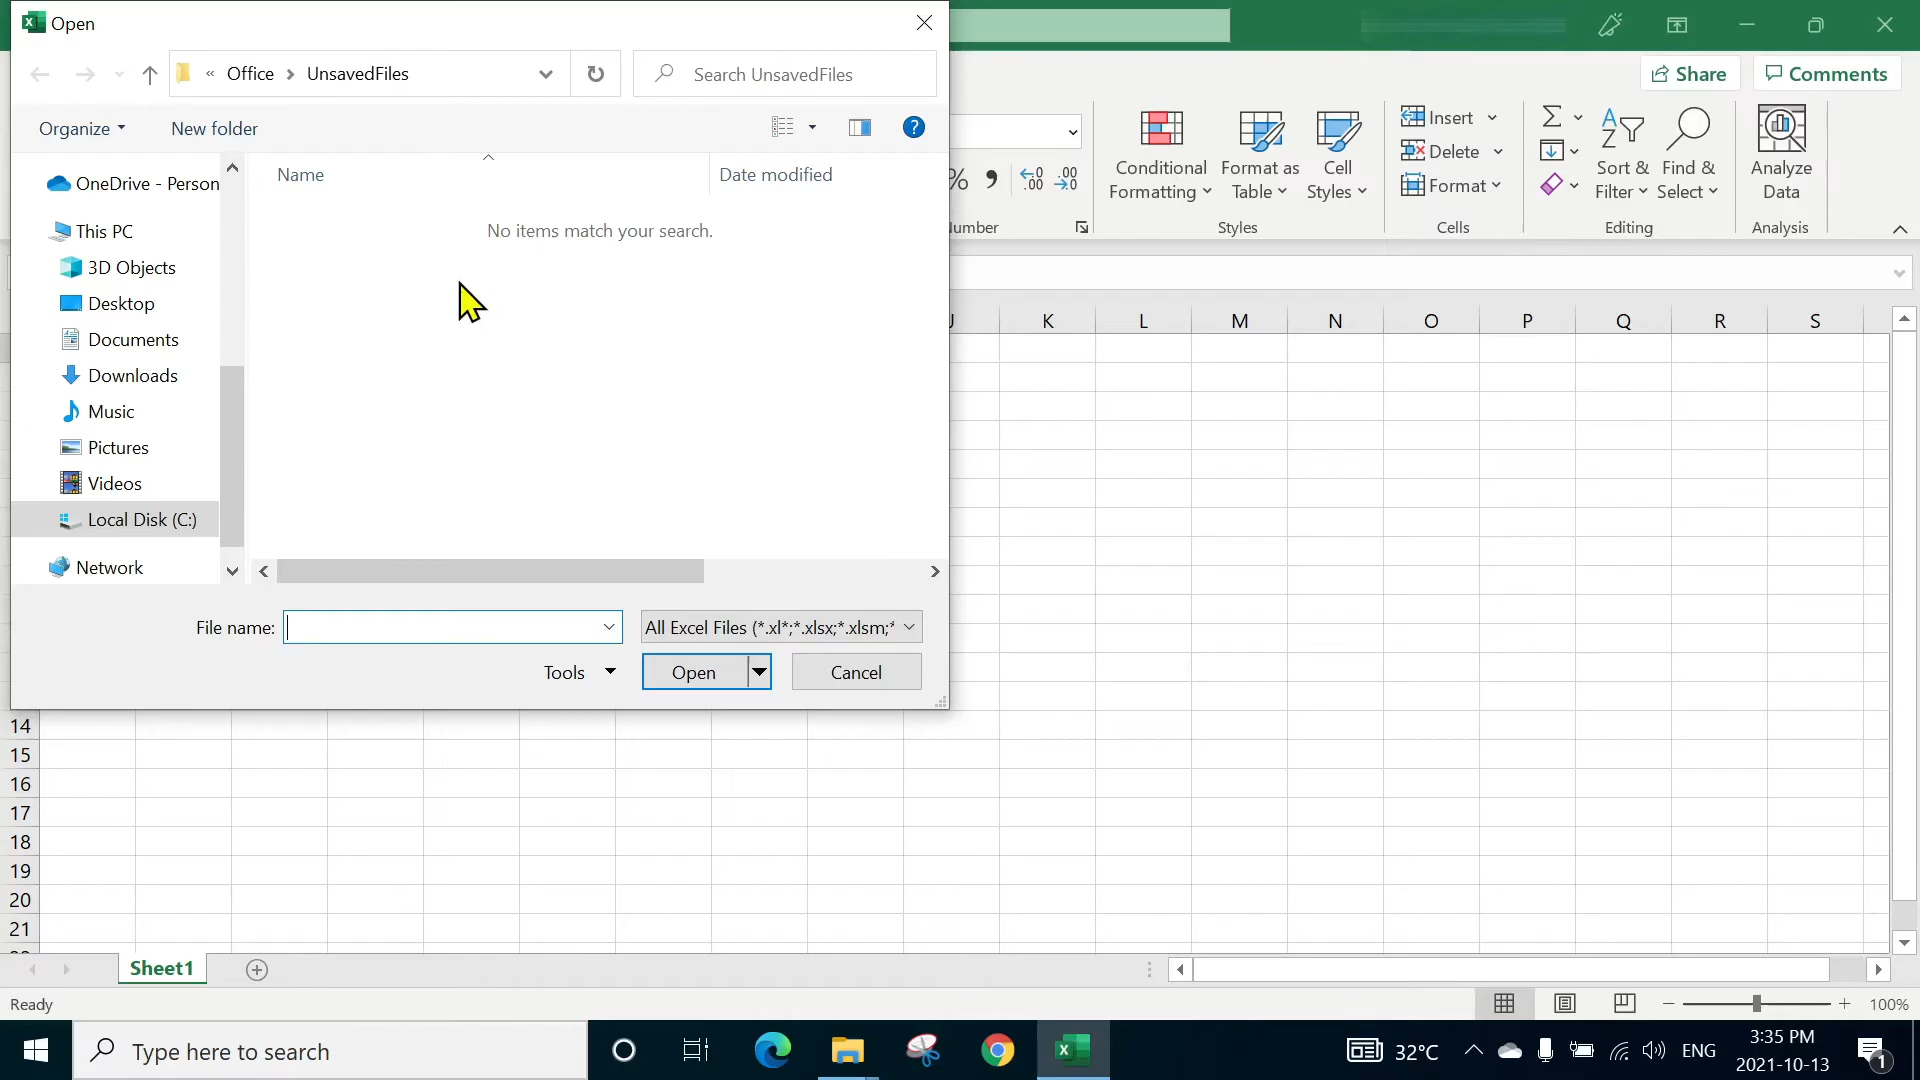 Open
« Office > UnsavedFiles
Search UnsavedFiles
Organize
New folder
?
Name
Date modified
No items match your search.
OneDrive - Person
This PC
3D Objects
Desktop
Documents
Downloads
Music
Pictures
Videos
Local Disk (C:)
Network
File name:
All Excel Files (*.xl*;*.xlsx;*.xlsm;*
Tools
Open
Cancel
Share
Comments
Conditional
Formatting
Format as
Table
Cell
Styles
Insert
Delete
Format
Sort &
Filter
Find &
Select
Analyze
Data
Styles
Cells
Editing
Analysis
K L M N O P Q R S
14
15
16
17
18
19
20
21
Sheet1
Ready
100%
Type here to search
32°C
ENG
3:35 PM
2021-10-13
1